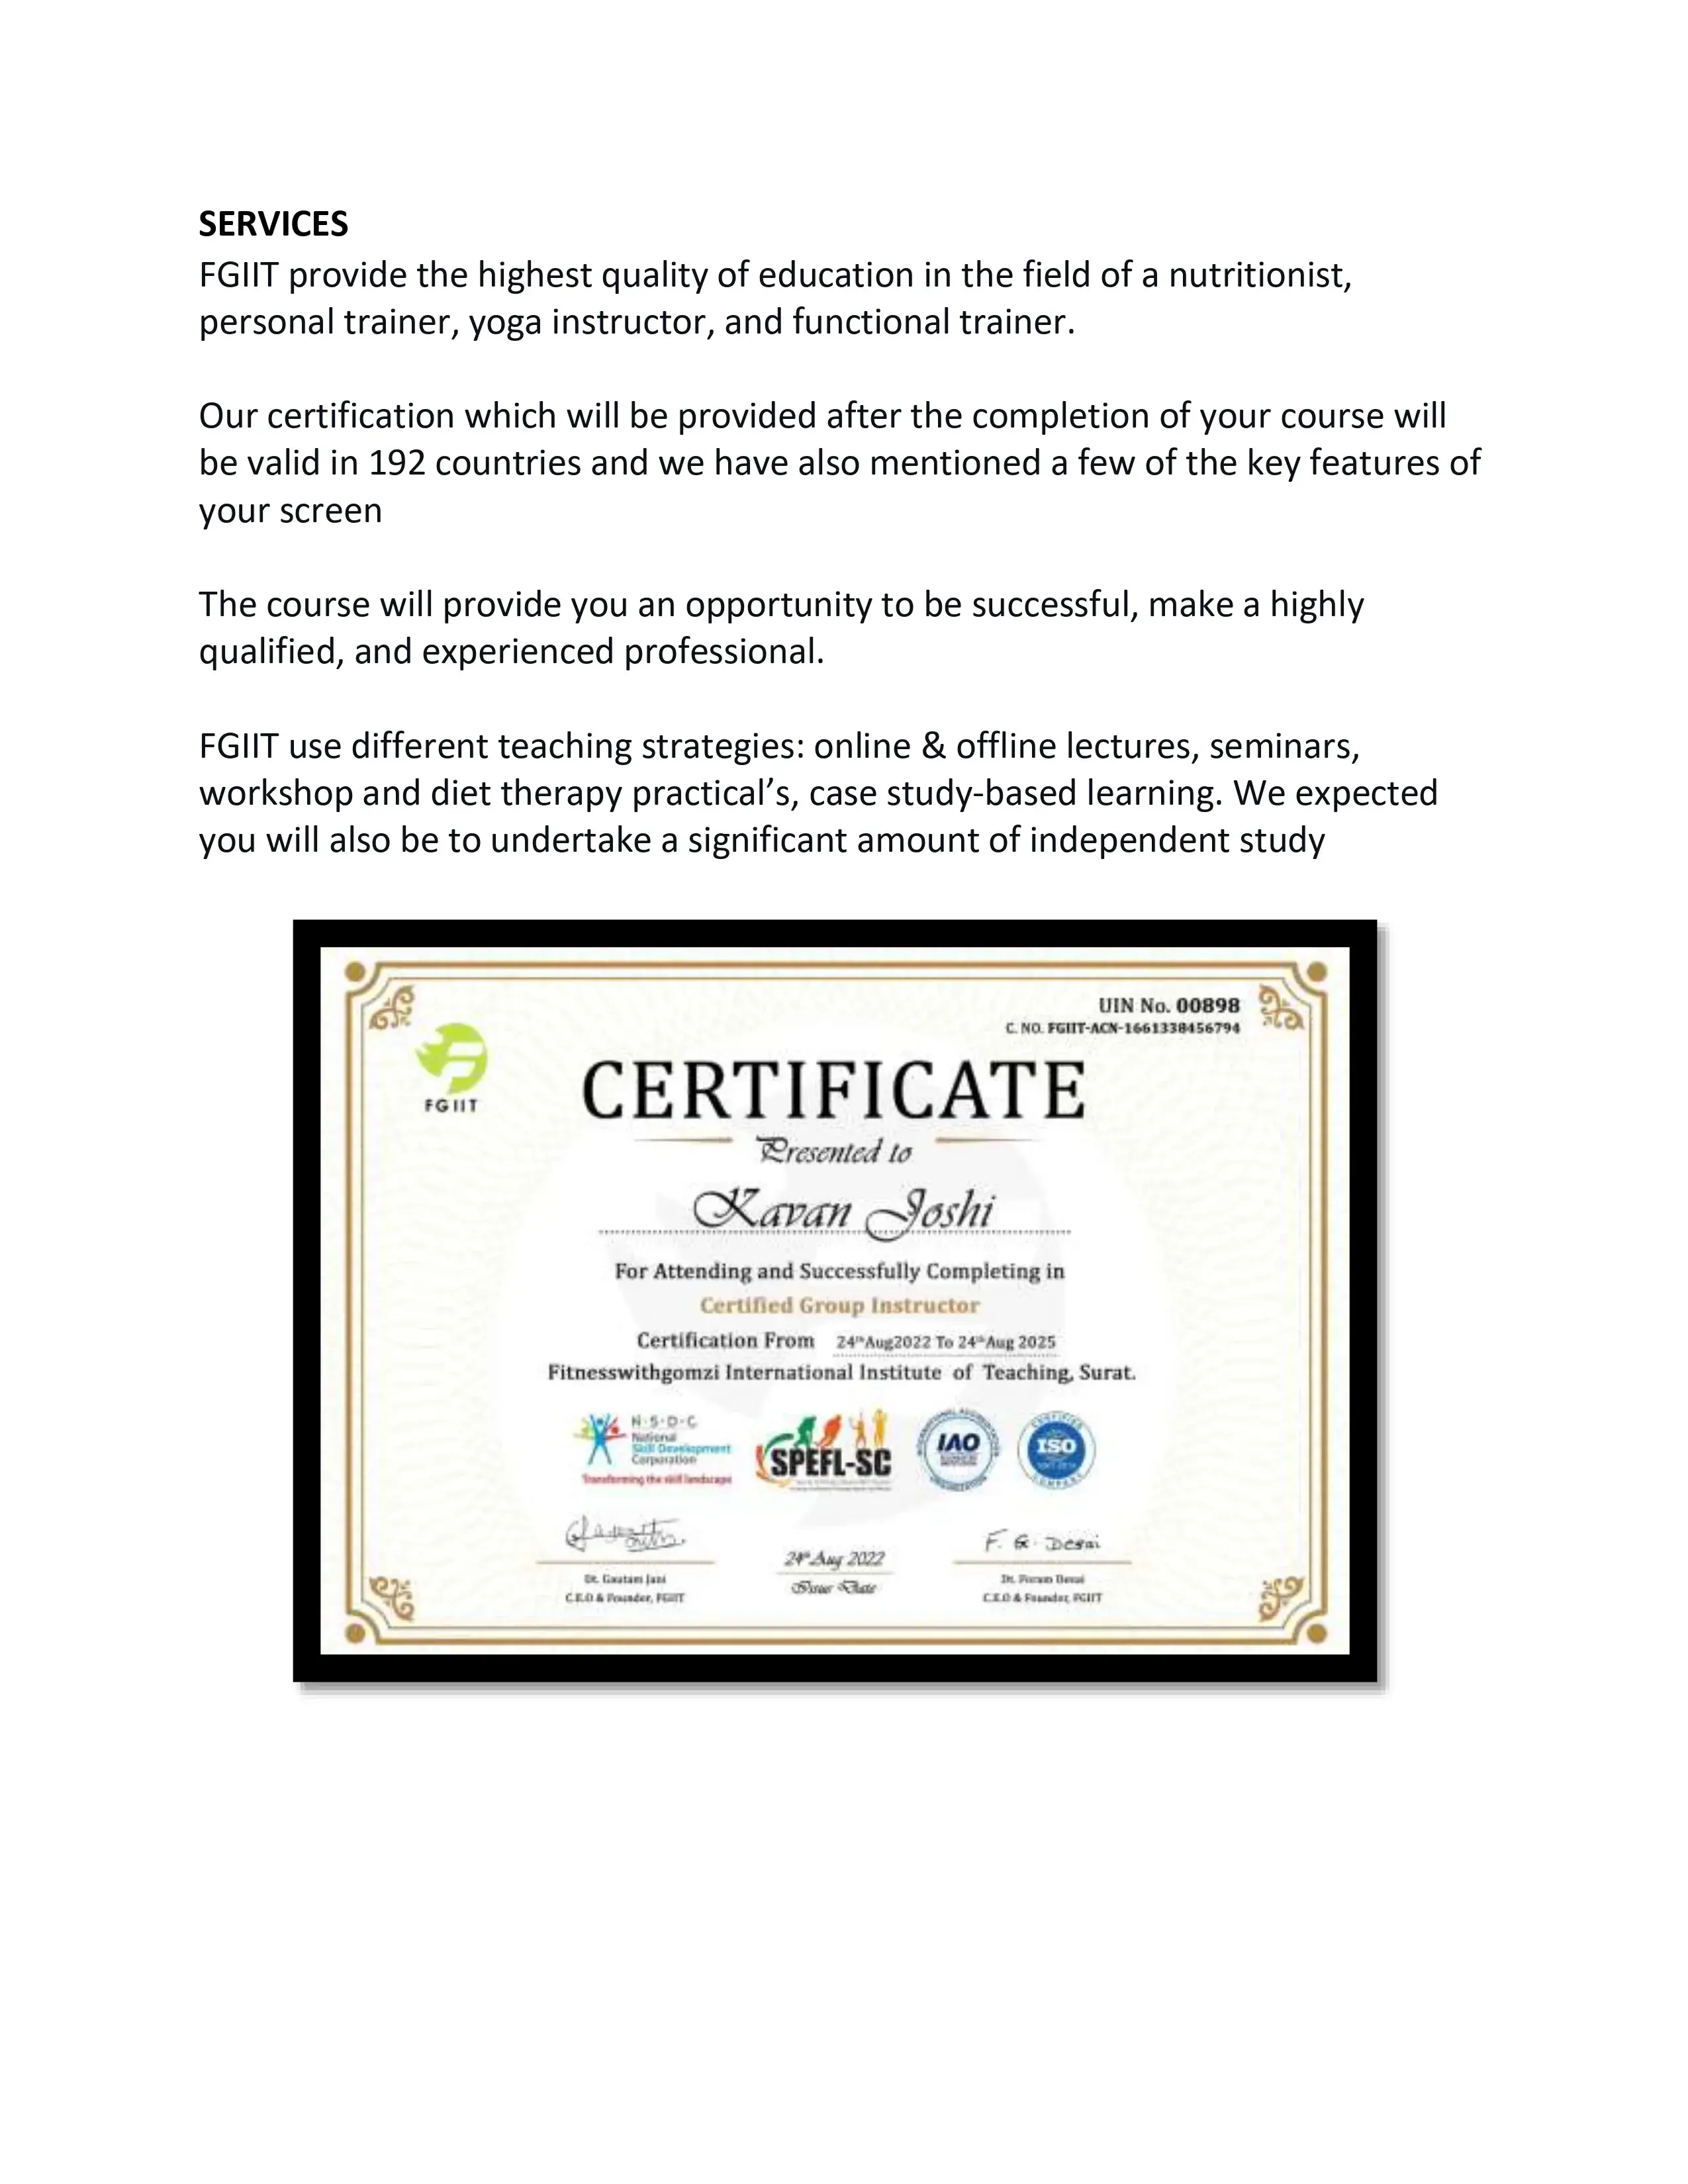 SERVICES
FGIIT provide the highest quality of education in the field of a nutritionist,
personal trainer, yoga instructor, and functional trainer.
Our certification which will be provided after the completion of your course will
be valid in 192 countries and we have also mentioned a few of the key features of
your screen
The course will provide you an opportunity to be successful, make a highly
qualified, and experienced professional.
FGIIT use different teaching strategies: online & offline lectures, seminars,
workshop and diet therapy practical’s, case study-based learning. We expected
you will also be to undertake a significant amount of independent study
UIN No. 00898
C. NO. FGIIT-ACN-1661338456794
FGIIT
CERTIFICATE
Presented to
Kavan Joshi
For Attending and Successfully Completing in
Certified Group Instructor
Certification From 24th Aug2022 To 24th Aug 2025
Fitnesswithgomzi International Institute of Teaching, Surat.
N·S·D·C
National
Skill Development
Corporation
Transforming the skill landscape
SPEFL-SC
IAO
CERTIFIED
ISO
COMPANY
F. G. Desai
24th Aug 2022
Issue Date
Dt. Gautam Jani
C.E.O & Founder, FGIIT
Dt. Foram Desai
C.E.O & Founder, FGIIT